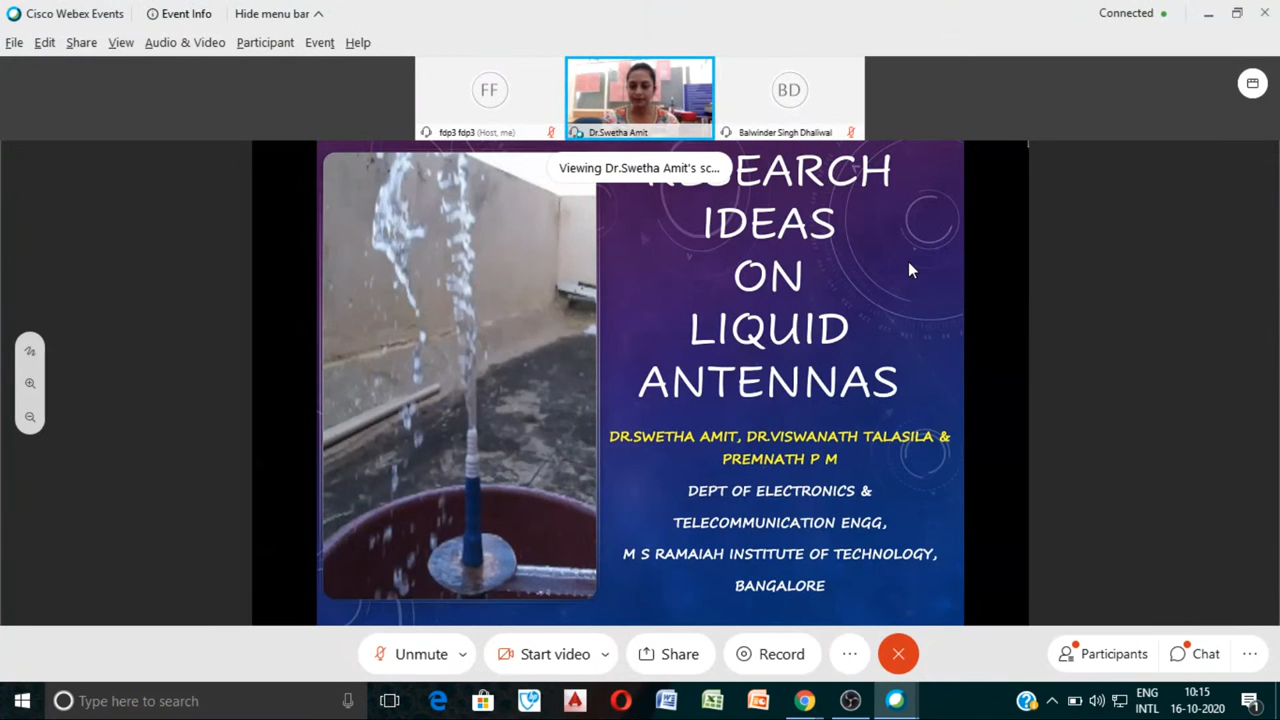 Cisco Webex Events
Event Info
Hide menu bar
Connected
File Edit Share View Audio & Video Participant Event Help
FF
BD
fdp3 fdp3 (Host, me)
Dr.Swetha Amit
Balwinder Singh Dhaliwal
Viewing Dr.Swetha Amit's sc...
RESEARCH
IDEAS
ON
LIQUID
ANTENNAS
DR.SWETHA AMIT, DR.VISWANATH TALASILA &
PREMNATH P M
DEPT OF ELECTRONICS &
TELECOMMUNICATION ENGG,
M S RAMAIAH INSTITUTE OF TECHNOLOGY,
BANGALORE
Unmute
Start video
Share
Record
Participants
Chat
Type here to search
ENG
INTL
10:15
16-10-2020